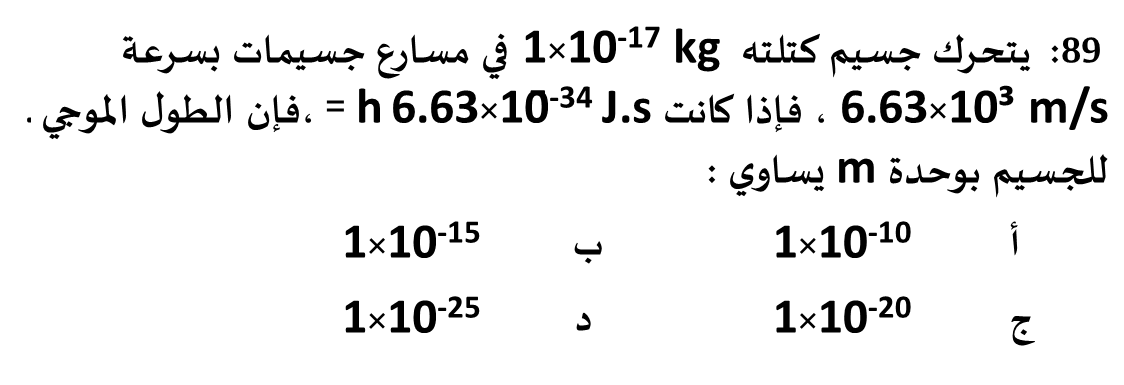 89: يتحرك جسيم كتلته 1×10⁻¹⁷ kg في مسارع جسيمات بسرعة
6.63×10³ m/s ، فإذا كانت h 6.63×10⁻³⁴ J.s = ،فإن الطول الموجي .
للجسيم بوحدة m يساوي :
أ 1×10⁻¹⁰ ب 1×10⁻¹⁵
ج 1×10⁻²⁰ د 1×10⁻²⁵